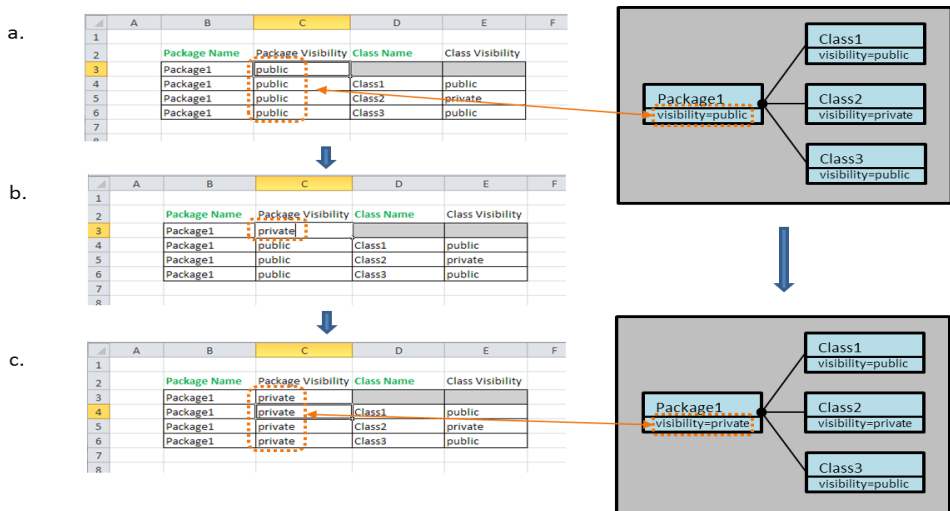 a.
A B C D E F
1
2 Package Name Package Visibility Class Name Class Visibility
3 Package1 public
4 Package1 public Class1 public
5 Package1 public Class2 private
6 Package1 public Class3 public
7
8
Class1
visibility=public
Package1
visibility=public
Class2
visibility=private
Class3
visibility=public
b.
A B C D E F
1
2 Package Name Package Visibility Class Name Class Visibility
3 Package1 private
4 Package1 public Class1 public
5 Package1 public Class2 private
6 Package1 public Class3 public
7
8
c.
A B C D E F
1
2 Package Name Package Visibility Class Name Class Visibility
3 Package1 private
4 Package1 private Class1 public
5 Package1 private Class2 private
6 Package1 private Class3 public
7
8
Class1
visibility=public
Package1
visibility=private
Class2
visibility=private
Class3
visibility=public